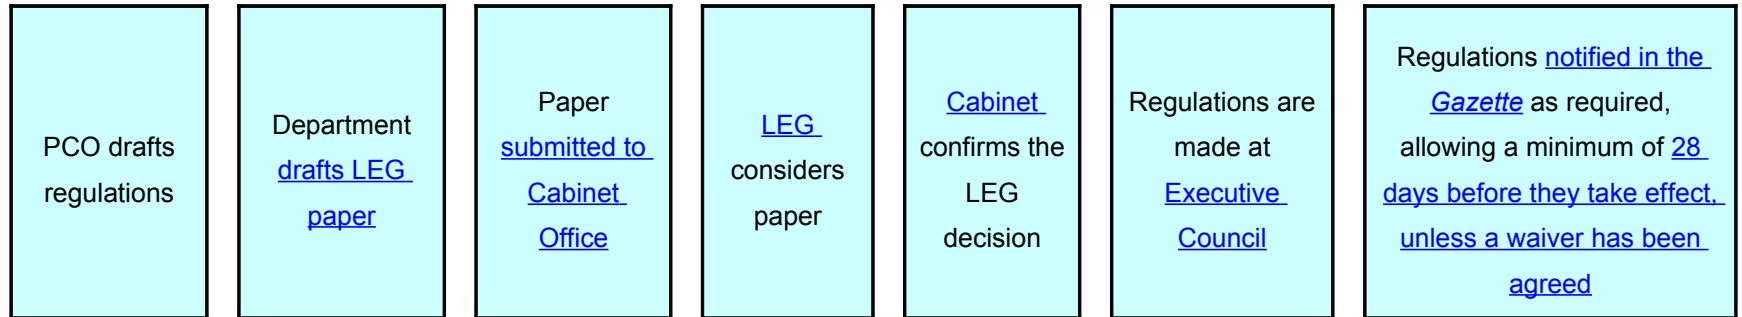 PCO drafts
regulations
Department
drafts LEG
paper
Paper
submitted to
Cabinet
Office
LEG
considers
paper
Cabinet
confirms the
LEG
decision
Regulations are
made at
Executive
Council
Regulations notified in the
Gazette as required,
allowing a minimum of 28
days before they take effect,
unless a waiver has been
agreed